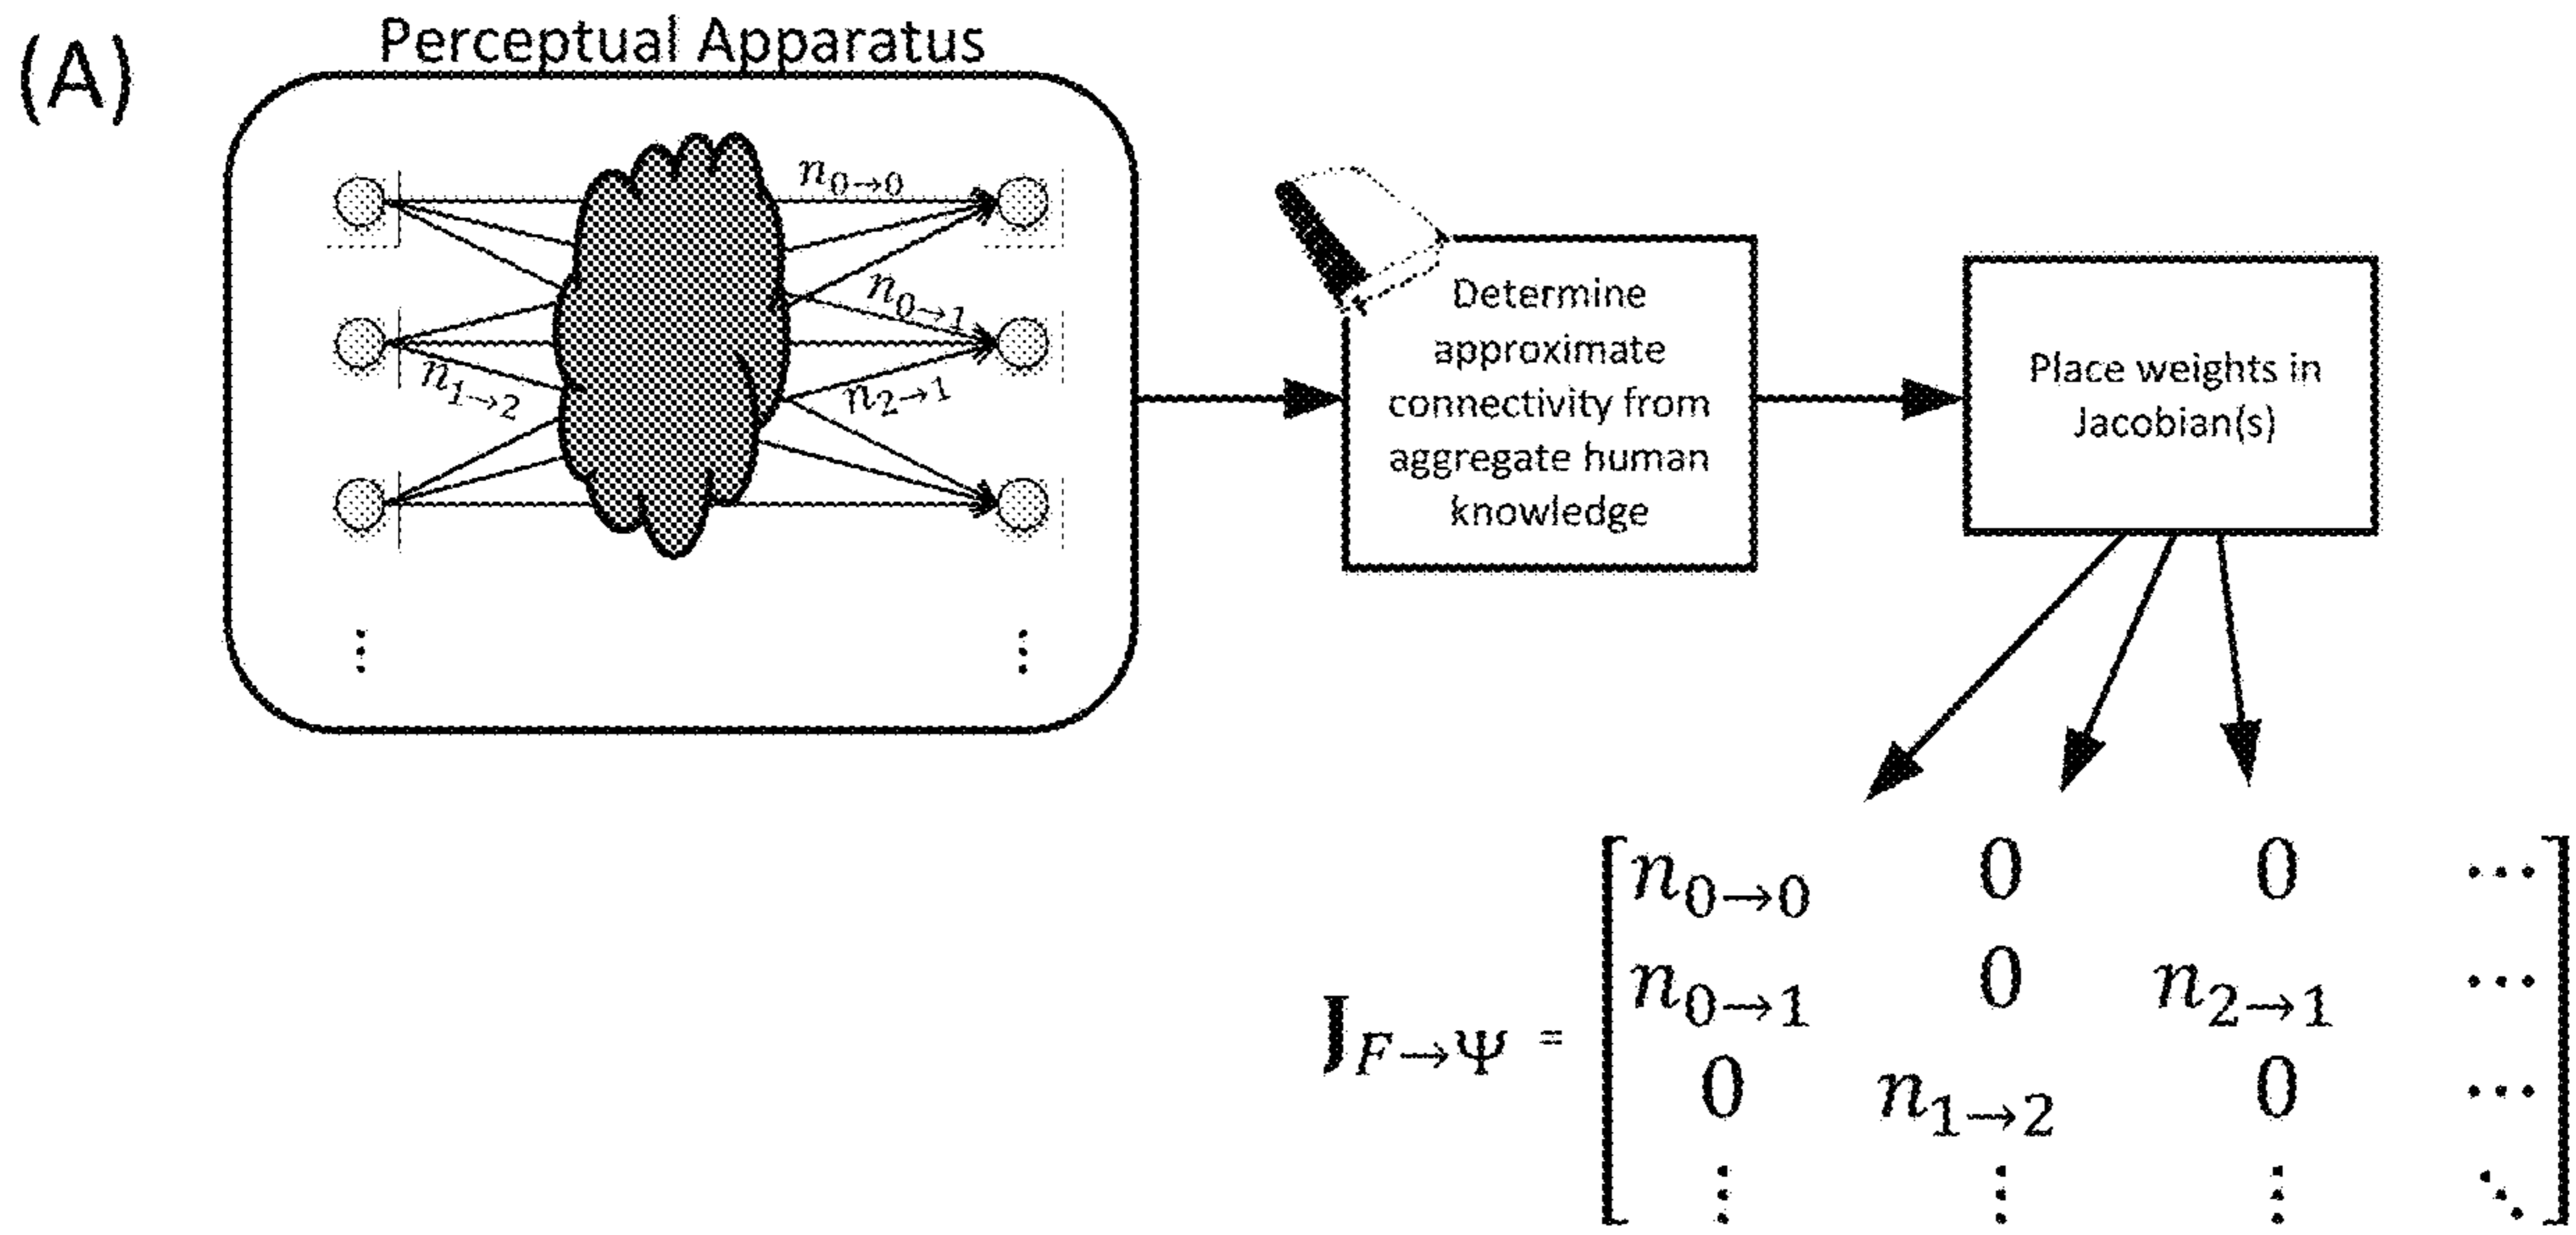 (A)
Perceptual Apparatus
n0→0
n0→1
n1→2
n2→1
⋮ ⋮
Determine
approximate
connectivity from
aggregate human
knowledge
Place weights in
Jacobian(s)
J F→Ψ =
n0→0 0 0 ⋯
n0→1 0 n2→1 ⋯
0 n1→2 0 ⋯
⋮ ⋮ ⋮ ⋱